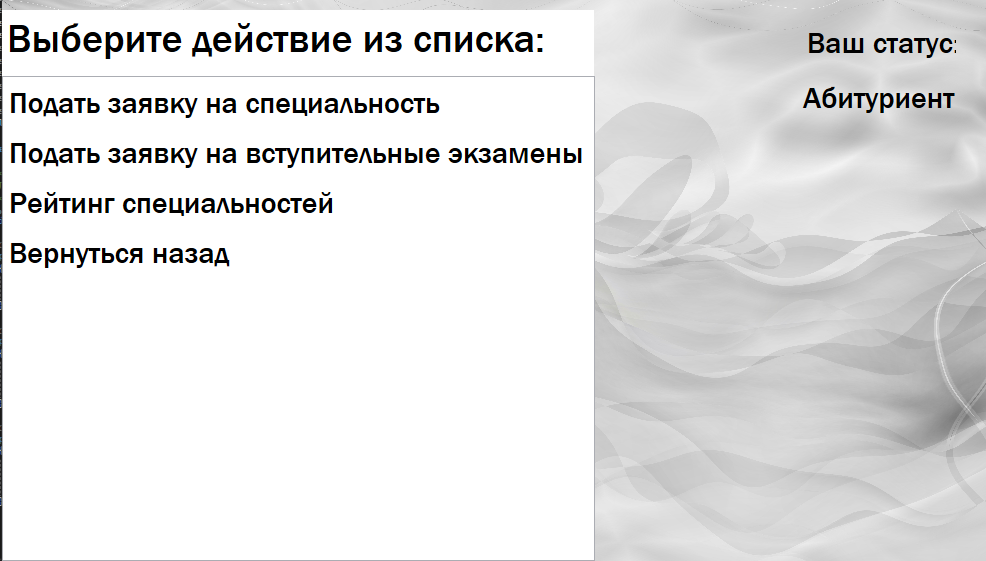 Выберите действие из списка:
Подать заявку на специальность
Подать заявку на вступительные экзамены
Рейтинг специальностей
Вернуться назад
Ваш статус:
Абитуриент